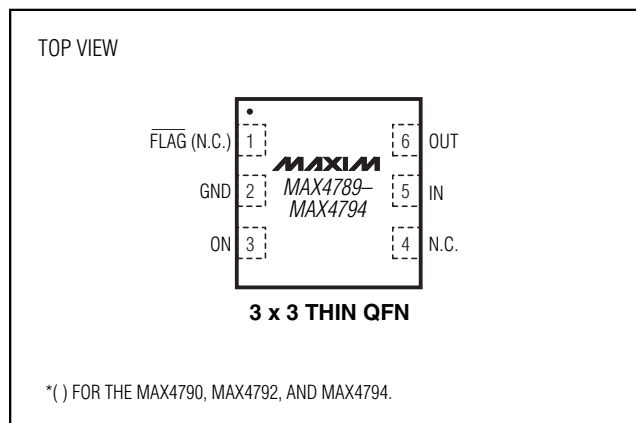 TOP VIEW
FLAG (N.C.) 1
GND 2
ON 3
MAXIM
MAX4789–
MAX4794
6 OUT
5 IN
4 N.C.
3 x 3 THIN QFN
*( ) FOR THE MAX4790, MAX4792, AND MAX4794.